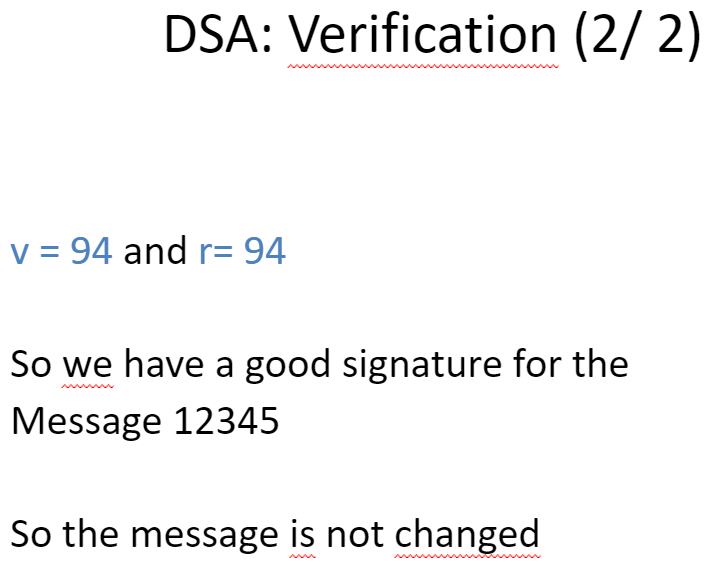 DSA: Verification (2/ 2)
v = 94 and r= 94
So we have a good signature for the
Message 12345
So the message is not changed